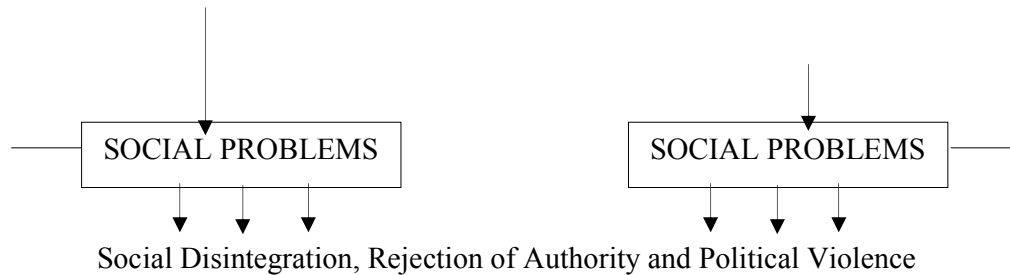 SOCIAL PROBLEMS
SOCIAL PROBLEMS
Social Disintegration, Rejection of Authority and Political Violence